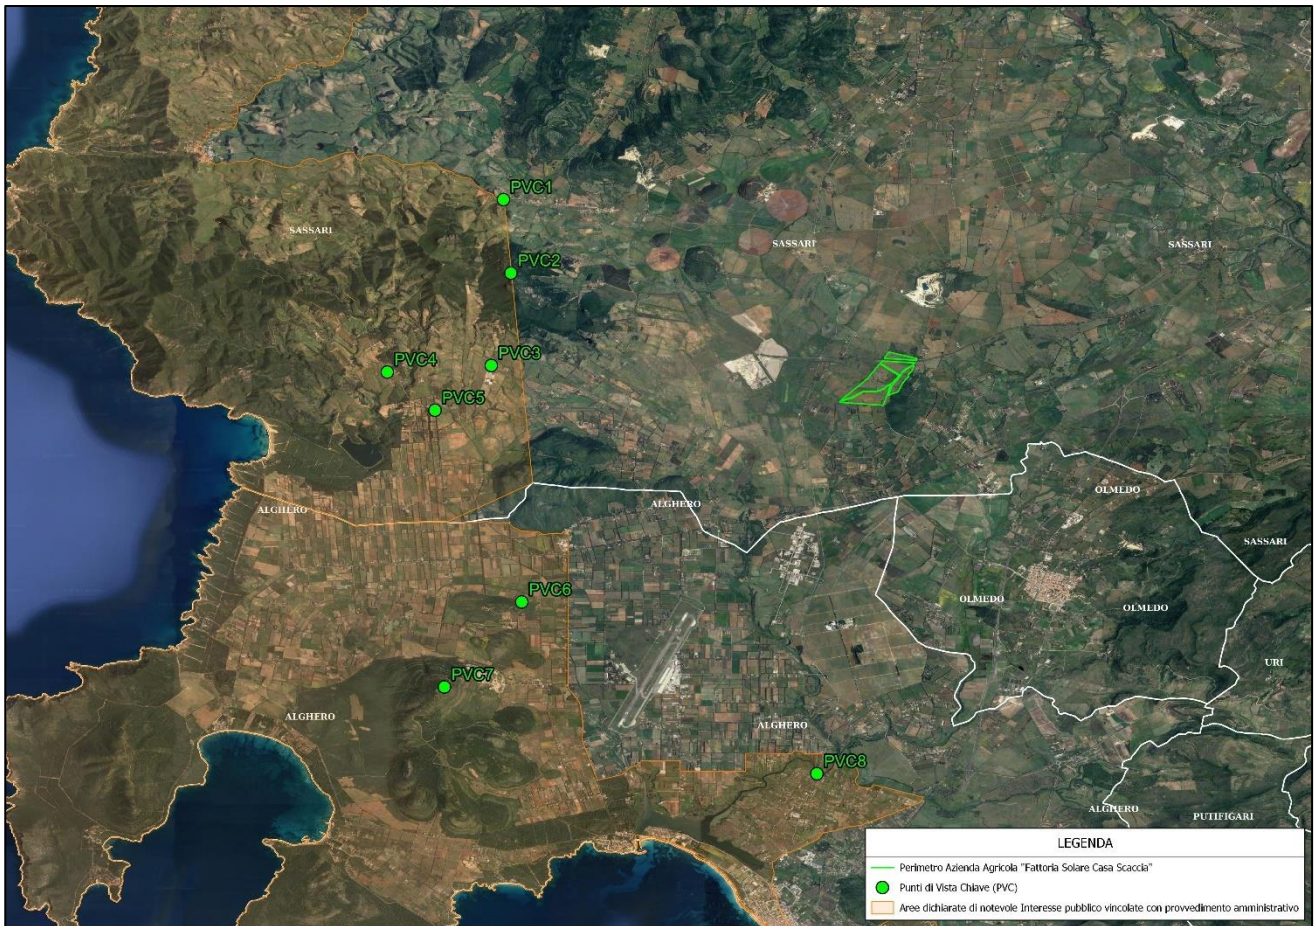 PVC1
SASSARI
SASSARI
SASSARI
PVC2
PVC3
PVC4
PVC5
ALGHERO
ALGHERO
OLMEDO
SASSARI
PVC6
OLMEDO
OLMEDO
URI
PVC7
ALGHERO
ALGHERO
PVC8
ALGHERO
PUTIFIGARI
LEGENDA
Perimetro Azienda Agricola "Fattoria Solare Casa Scaccia"
Punti di Vista Chiave (PVC)
Aree dichiarate di notevole Interesse pubblico vincolate con provvedimento amministrativo